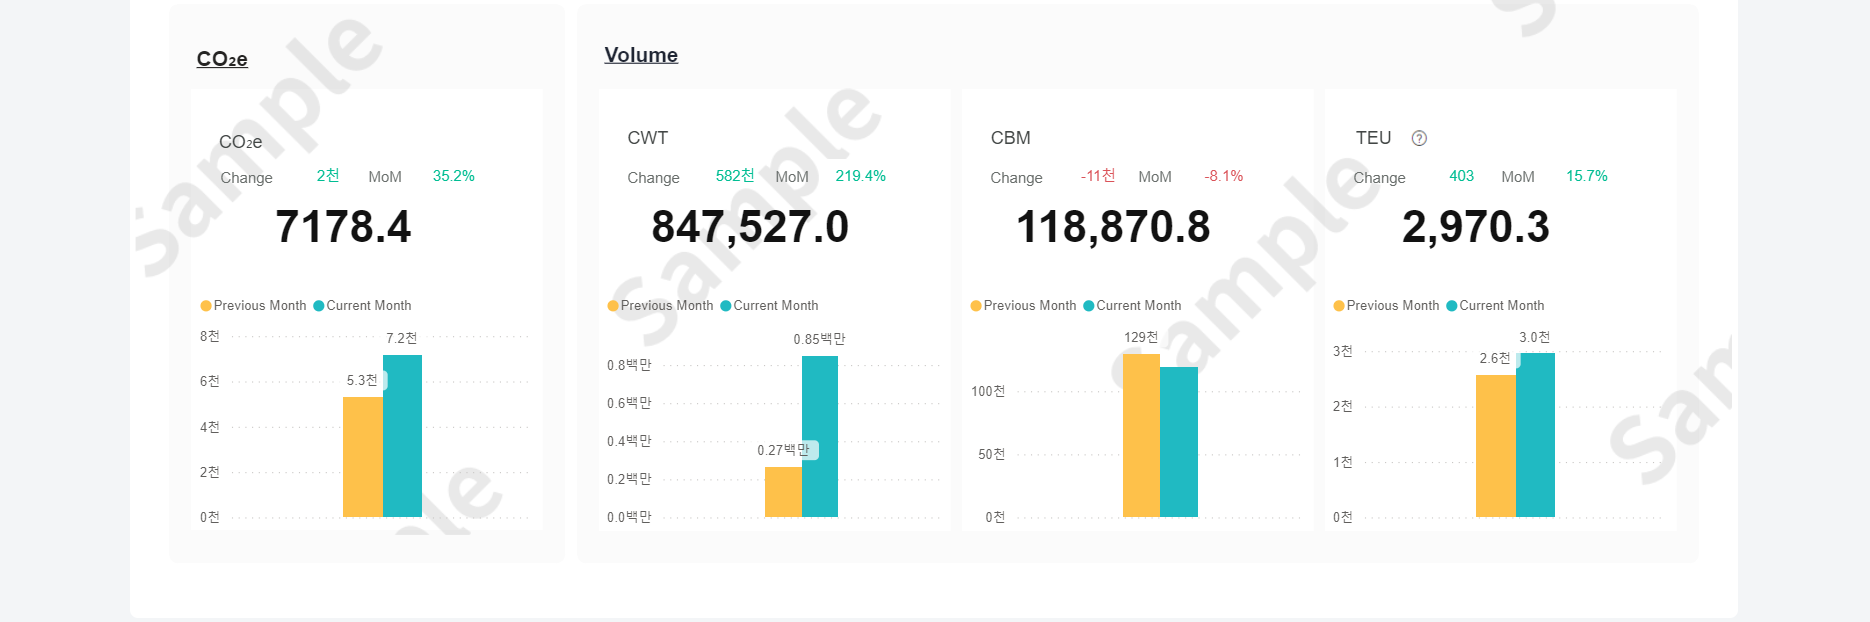 CO₂e
CO₂e
Change 2천 MoM 35.2%
7178.4
Previous Month Current Month
8천
7.2천
6천
5.3천
4천
2천
0천
Volume
CWT
Change 582천 MoM 219.4%
847,527.0
Previous Month Current Month
0.85백만
0.8백만
0.6백만
0.4백만
0.27백만
0.2백만
0.0백만
CBM
Change -11천 MoM -8.1%
118,870.8
Previous Month Current Month
129천
100천
50천
0천
TEU ?
Change 403 MoM 15.7%
2,970.3
Previous Month Current Month
3.0천
3천
2.6천
2천
1천
0천
Sample
Sample
Sample
Sam
S
le